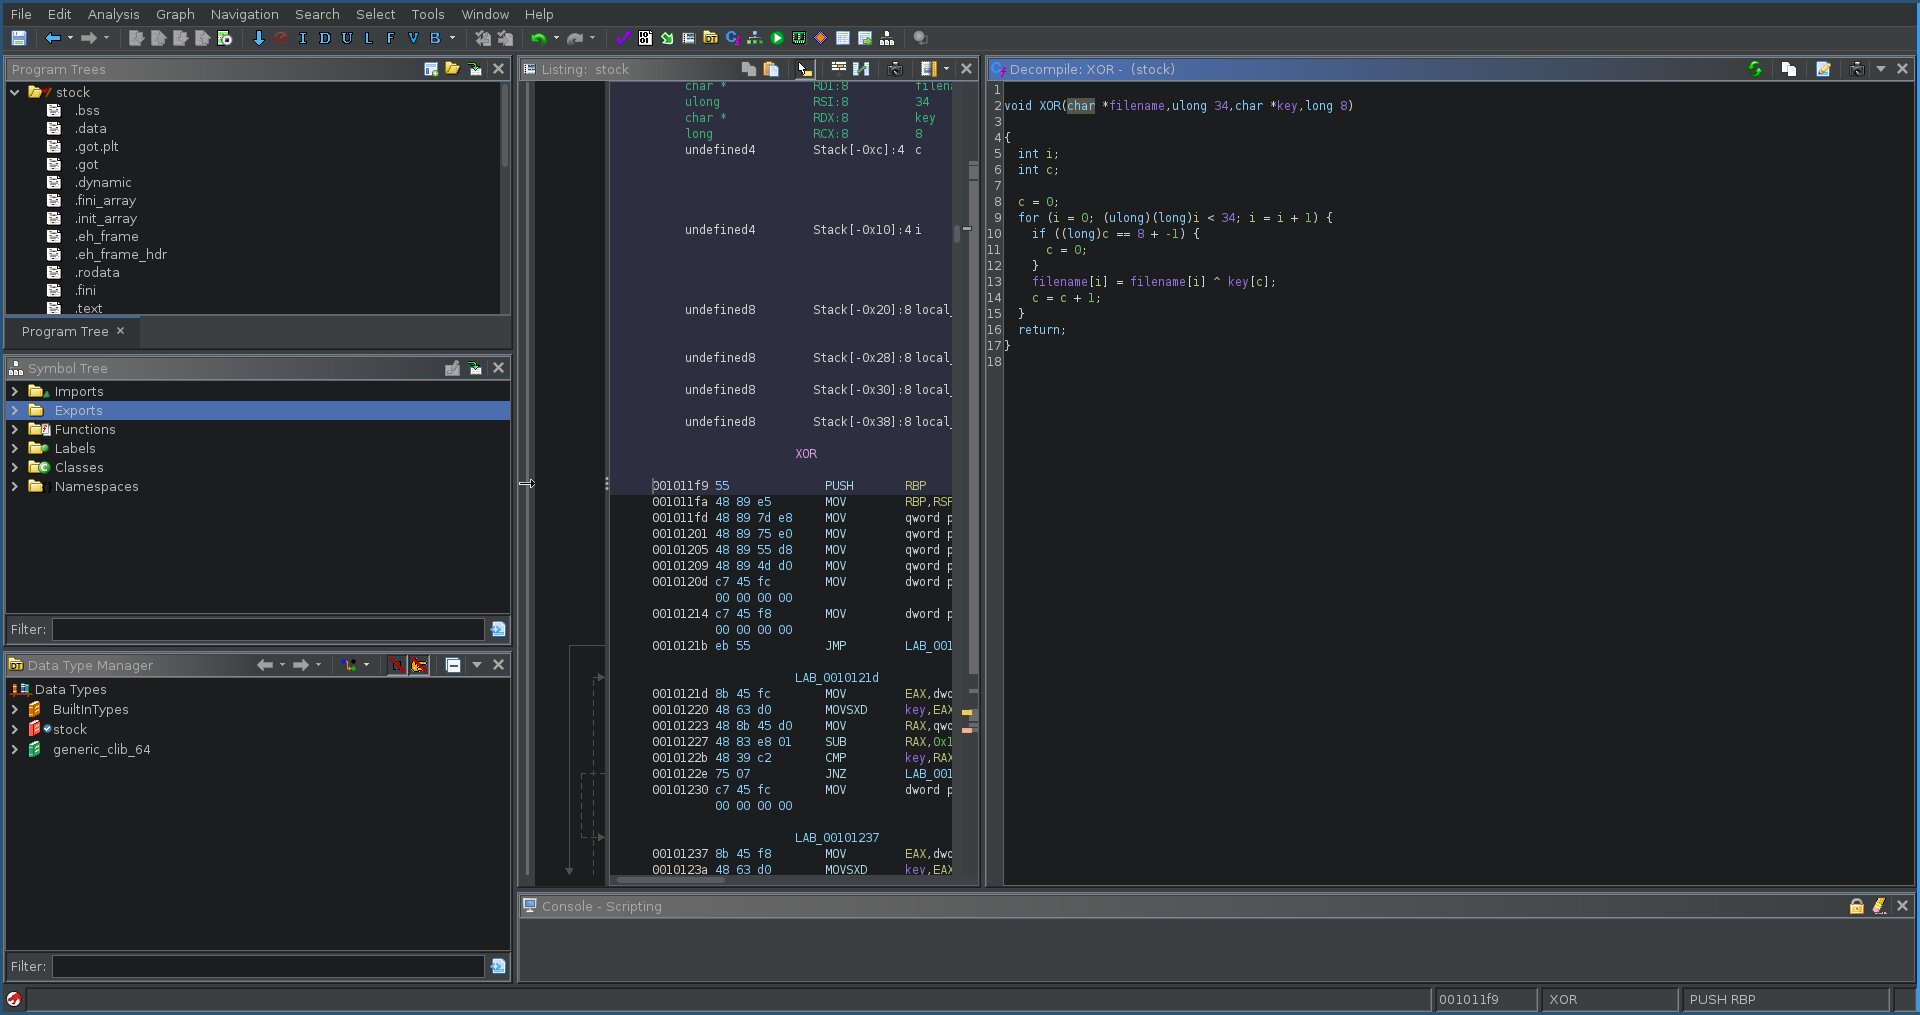 File Edit Analysis Graph Navigation Search Select Tools Window Help
I D U L F V B
Program Trees
stock
.bss
.data
.got.plt
.got
.dynamic
.fini_array
.init_array
.eh_frame
.eh_frame_hdr
.rodata
.fini
.text
Program Tree ×
Symbol Tree
Imports
Exports
Functions
Labels
Classes
Namespaces
Filter:
Data Type Manager
Data Types
BuiltInTypes
stock
generic_clib_64
Filter:
Listing: stock
char * RDI:8 filena
ulong RSI:8 34
char * RDX:8 key
long RCX:8 8
undefined4 Stack[-0xc]:4 c
undefined4 Stack[-0x10]:4 i
undefined8 Stack[-0x20]:8 local_
undefined8 Stack[-0x28]:8 local_
undefined8 Stack[-0x30]:8 local_
undefined8 Stack[-0x38]:8 local_
XOR
001011f9 55 PUSH RBP
001011fa 48 89 e5 MOV RBP,RSP
001011fd 48 89 7d e8 MOV qword p
00101201 48 89 75 e0 MOV qword p
00101205 48 89 55 d8 MOV qword p
00101209 48 89 4d d0 MOV qword p
0010120d c7 45 fc MOV dword p
00 00 00 00
00101214 c7 45 f8 MOV dword p
00 00 00 00
0010121b eb 55 JMP LAB_001
LAB_0010121d
0010121d 8b 45 fc MOV EAX,dwo
00101220 48 63 d0 MOVSXD key,EAX
00101223 48 8b 45 d0 MOV RAX,qwo
00101227 48 83 e8 01 SUB RAX,0x1
0010122b 48 39 c2 CMP key,RAX
0010122e 75 07 JNZ LAB_001
00101230 c7 45 fc MOV dword p
00 00 00 00
LAB_00101237
00101237 8b 45 f8 MOV EAX,dwo
0010123a 48 63 d0 MOVSXD key,EAX
Decompile: XOR - (stock)
1
2 void XOR(char *filename,ulong 34,char *key,long 8)
3
4 {
5 int i;
6 int c;
7
8 c = 0;
9 for (i = 0; (ulong)(long)i < 34; i = i + 1) {
10 if ((long)c == 8 + -1) {
11 c = 0;
12 }
13 filename[i] = filename[i] ^ key[c];
14 c = c + 1;
15 }
16 return;
17 }
18
Console - Scripting
001011f9 XOR PUSH RBP